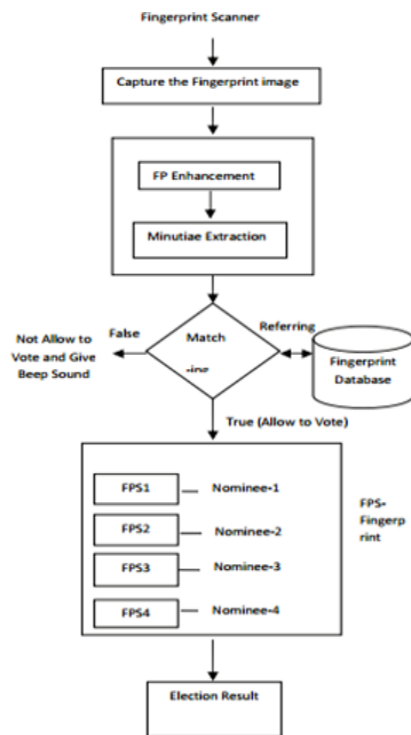 Fingerprint Scanner
Capture the Fingerprint image
FP Enhancement
Minutiae Extraction
Not Allow to
Vote and Give
Beep Sound
False
Match
-ing
Referring
Fingerprint
Database
True (Allow to Vote)
FPS1
Nominee-1
FPS2
Nominee-2
FPS3
Nominee-3
FPS4
Nominee-4
FPS-
Fingerp
rint
Election Result